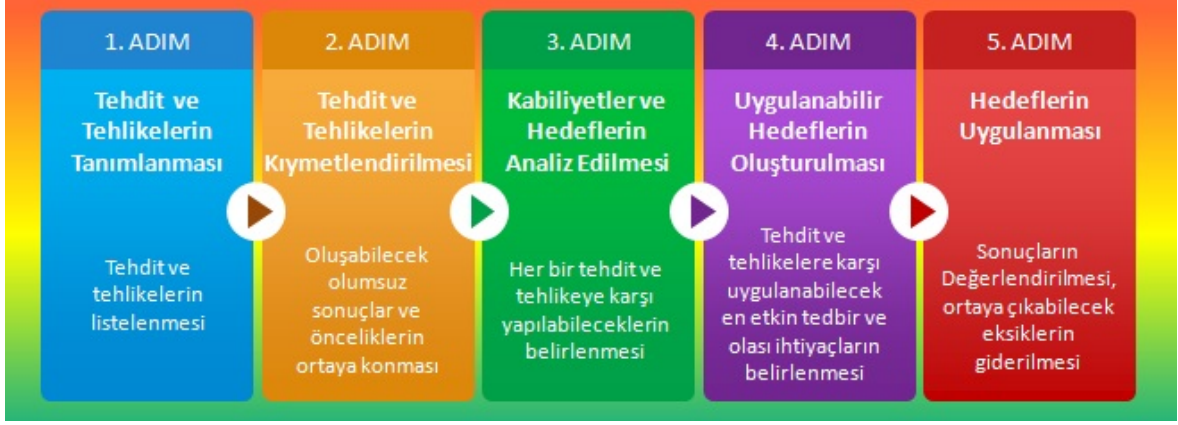 1. ADIM
Tehdit ve
Tehlikelerin
Tanımlanması
Tehdit ve
tehlikelerin
listelenmesi
2. ADIM
Tehdit ve
Tehlikelerin
Kıymetlendirilmesi
Oluşabilecek
olumsuz
sonuçlar ve
önceliklerin
ortaya konması
3. ADIM
Kabiliyetler ve
Hedeflerin
Analiz Edilmesi
Her bir tehdit ve
tehlikeye karşı
yapılabileceklerin
belirlenmesi
4. ADIM
Uygulanabilir
Hedeflerin
Oluşturulması
Tehdit ve
tehlikelere karşı
uygulanabilecek
en etkin tedbir ve
olası ihtiyaçların
belirlenmesi
5. ADIM
Hedeflerin
Uygulanması
Sonuçların
Değerlendirilmesi,
ortaya çıkabilecek
eksiklerin
giderilmesi